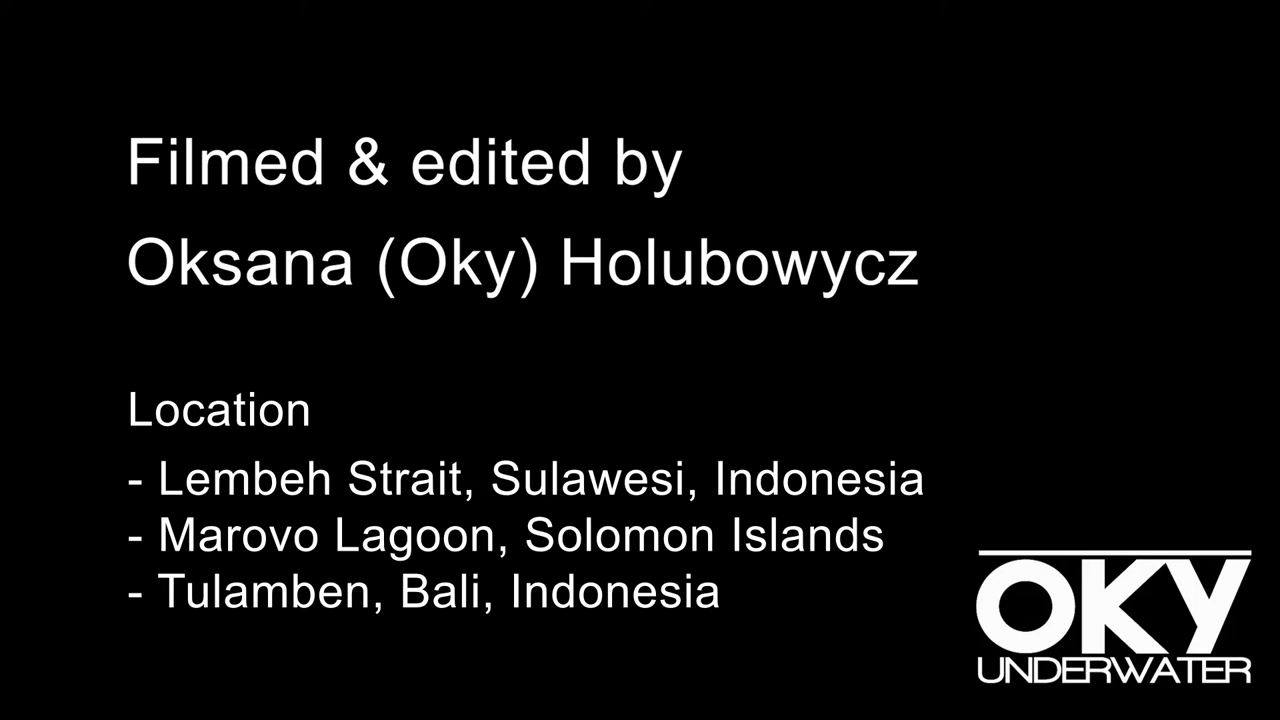 Filmed & edited by
Oksana (Oky) Holubowycz
Location
- Lembeh Strait, Sulawesi, Indonesia
- Marovo Lagoon, Solomon Islands
- Tulamben, Bali, Indonesia
OKY
UNDERWATER